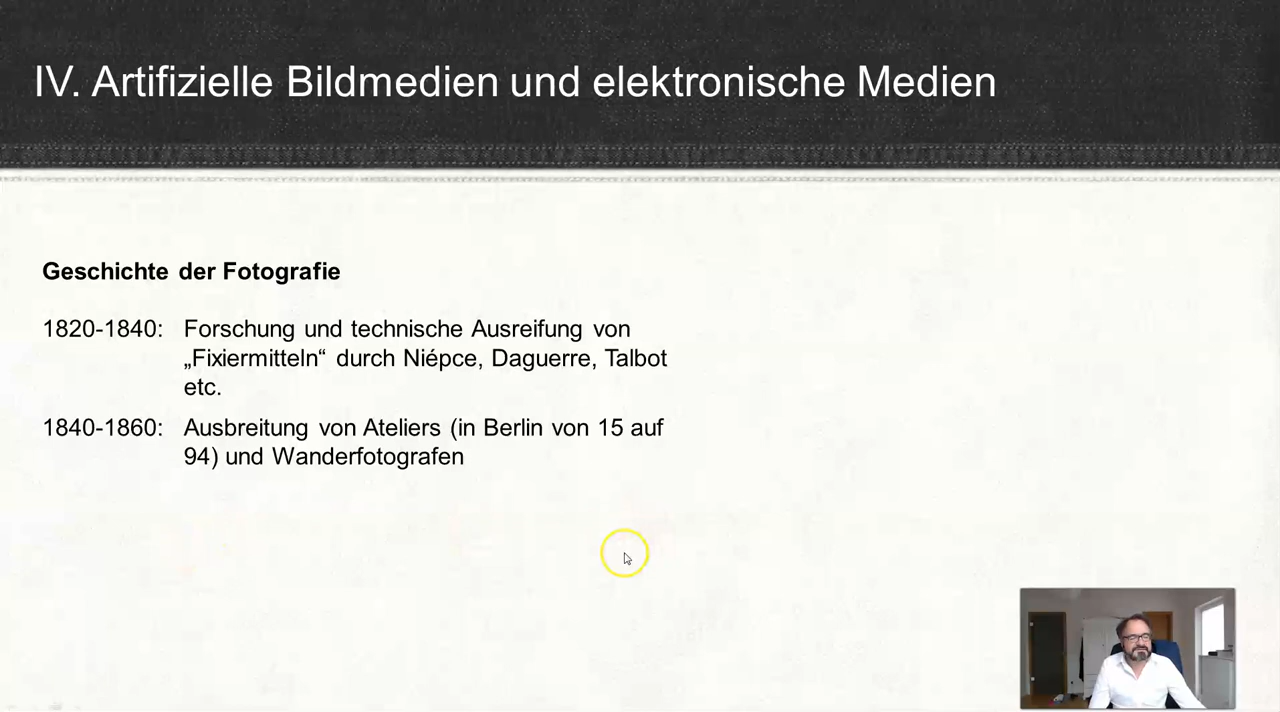 IV. Artifizielle Bildmedien und elektronische Medien
Geschichte der Fotografie
1820-1840: Forschung und technische Ausreifung von
„Fixiermitteln“ durch Niépce, Daguerre, Talbot
etc.
1840-1860: Ausbreitung von Ateliers (in Berlin von 15 auf
94) und Wanderfotografen